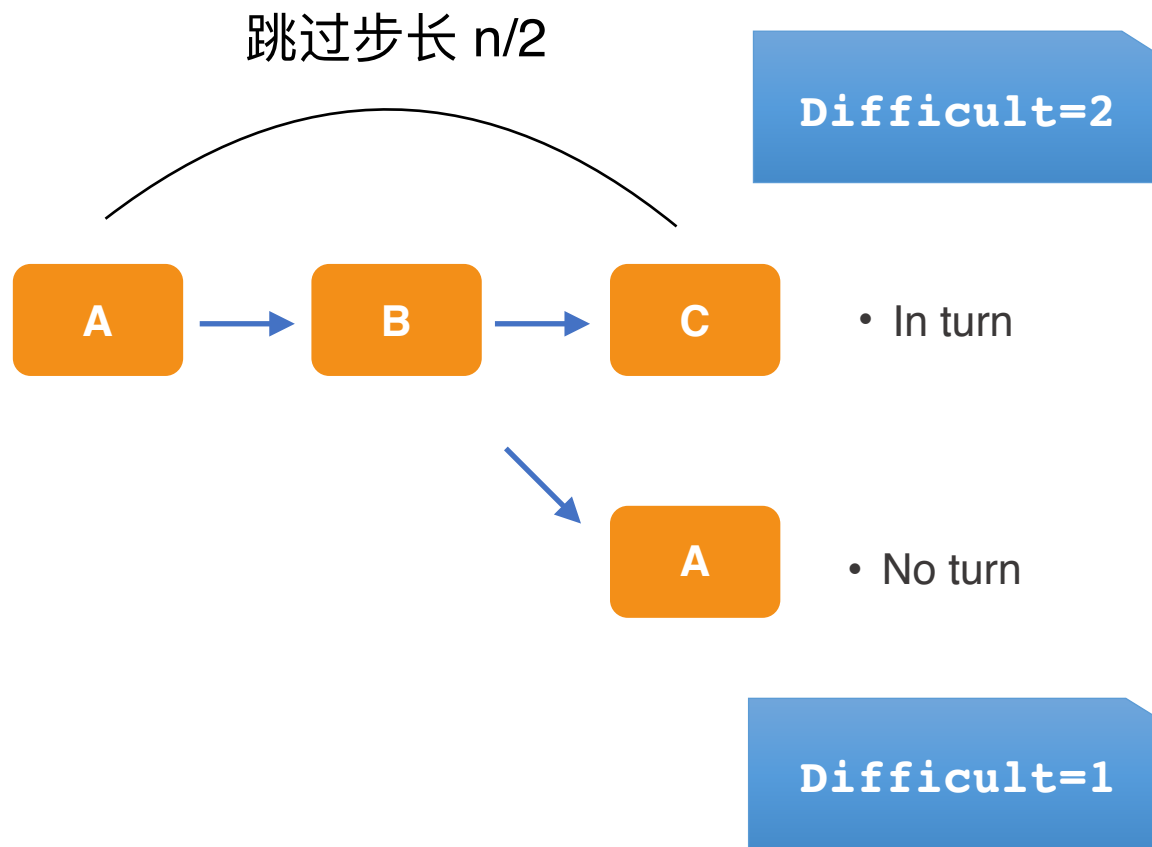 跳过步长 n/2
Difficult=2
A
B
C
• In turn
A
• No turn
Difficult=1